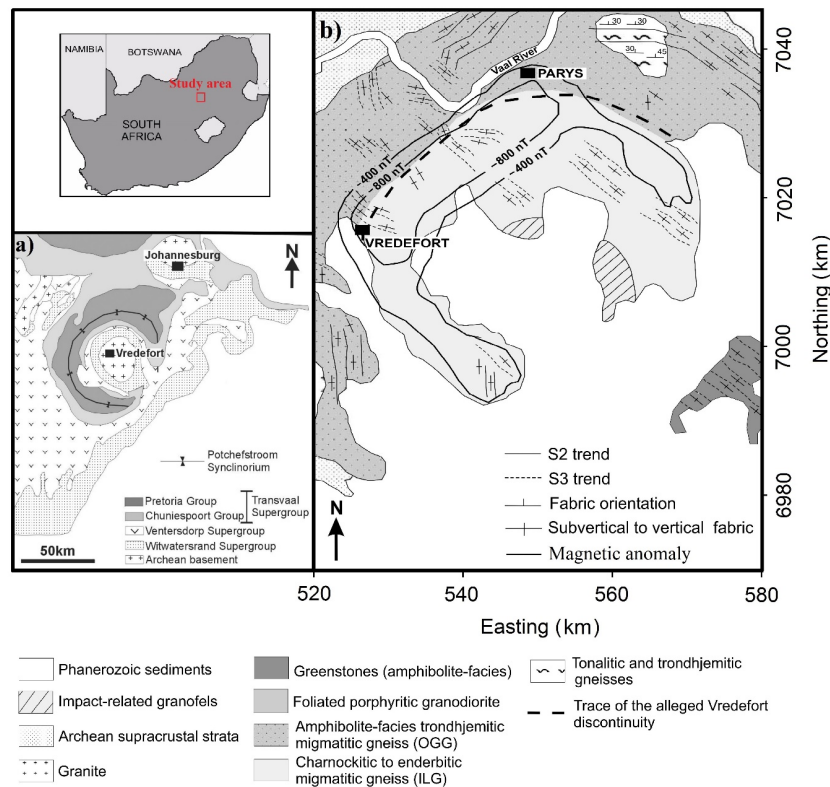 NAMIBIA
BOTSWANA
Study area
SOUTH
AFRICA
a)
Johannesburg
N
Vredefort
Potchefstroom
Synclinorium
Pretoria Group
Transvaal
Chuniespoort Group
Supergroup
Ventersdorp Supergroup
Witwatersrand Supergroup
Archean basement
50km
b)
Vaal River
PARYS
30
30
30
45
-400 nT
-800 nT
-800 nT
-400 nT
VREDEFORT
S2 trend
S3 trend
Fabric orientation
Subvertical to vertical fabric
Magnetic anomaly
N
7040
7020
7000
6980
Northing (km)
520
540
560
580
Easting (km)
Phanerozoic sediments
Impact-related granofels
Archean supracrustal strata
Granite
Greenstones (amphibolite-facies)
Foliated porphyritic granodiorite
Amphibolite-facies trondhjemitic
migmatitic gneiss (OGG)
Charnockitic to enderbitic
migmatitic gneiss (ILG)
Tonalitic and trondhjemitic
gneisses
Trace of the alleged Vredefort
discontinuity